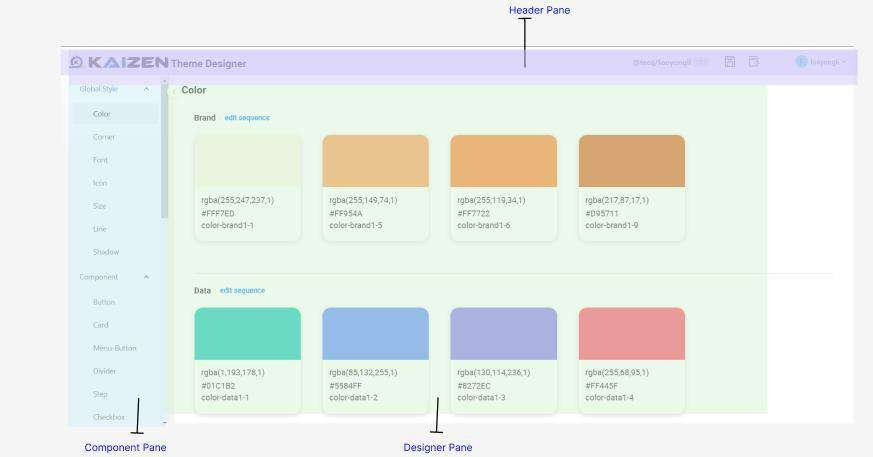 Header Pane
KAIZEN Theme Designer
taoyongli
Global Style
Color
Corner
Font
Icon
Size
Line
Shadow
Component
Button
Card
Menu-Button
Divider
Step
Checkbox
Color
Brand edit sequence
rgba(255,247,237,1)
#FFF7ED
color-brand1-1
rgba(255,149,74,1)
#FF954A
color-brand1-5
rgba(255,119,34,1)
#FF7722
color-brand1-6
rgba(217,87,17,1)
#D95711
color-brand1-9
Data edit sequence
rgba(1,193,178,1)
#01C1B2
color-data1-1
rgba(85,132,255,1)
#5584FF
color-data1-2
rgba(130,114,236,1)
#8272EC
color-data1-3
rgba(255,68,95,1)
#FF445F
color-data1-4
Component Pane
Designer Pane